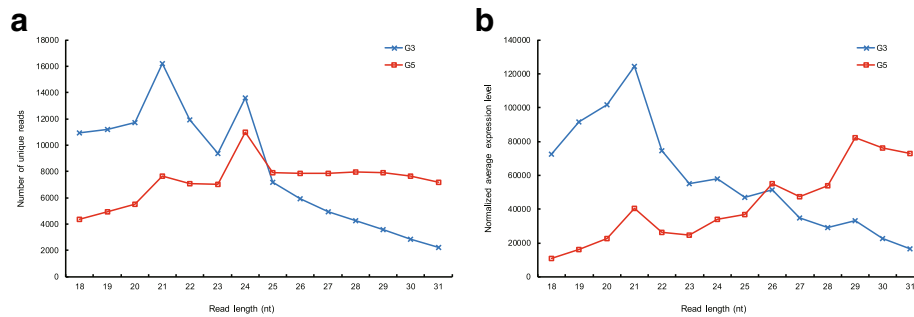 a
18000
16000
14000
12000
10000
8000
6000
4000
2000
0
Number of unique reads
G3
G5
18 19 20 21 22 23 24 25 26 27 28 29 30 31
Read length (nt)
b
140000
120000
100000
80000
60000
40000
20000
0
Normalized average expression level
G3
G5
18 19 20 21 22 23 24 25 26 27 28 29 30 31
Read length (nt)